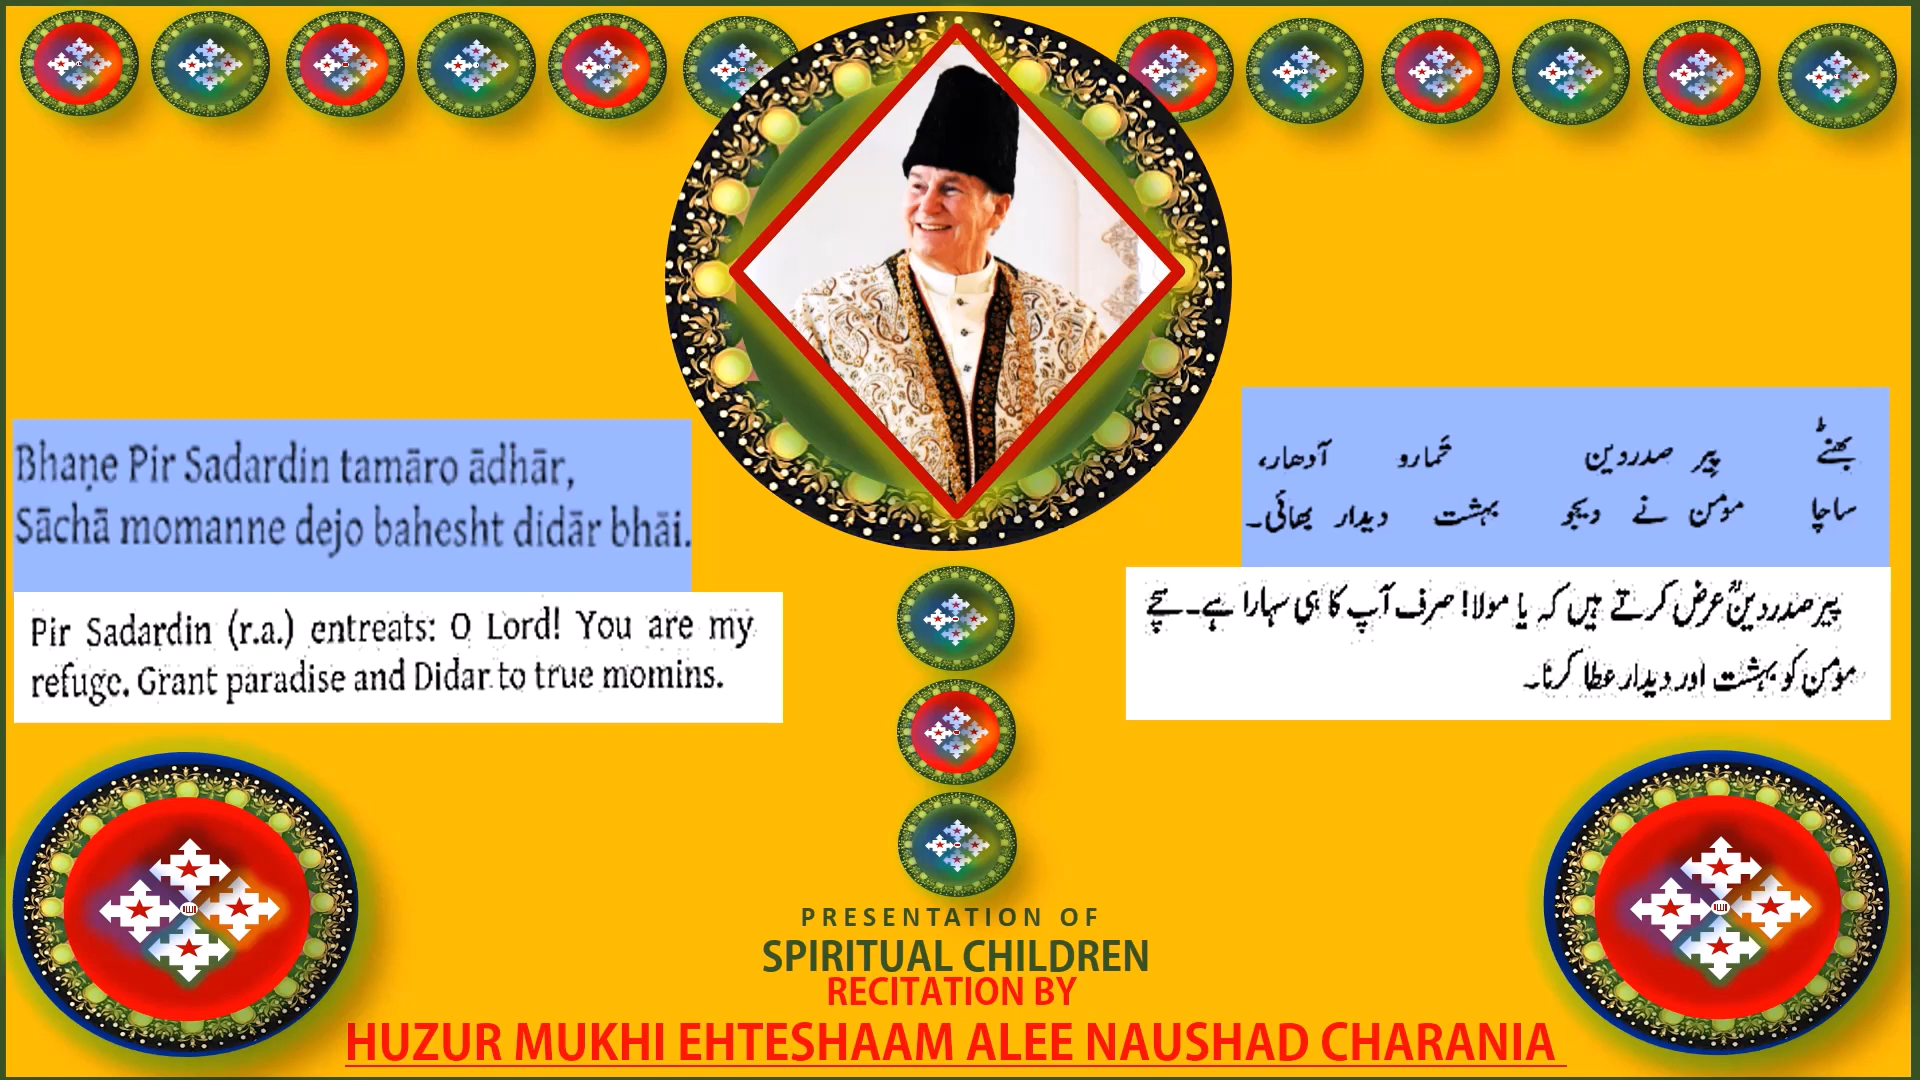 Bhaṇe Pir Sadardin tamāro ādhār,
Sāchā momanne dejo bahesht didār bhāi.
Pir Sadardin (r.a.) entreats: O Lord! You are my
refuge. Grant paradise and Didar to true momins.
بھنے پیر صدردین تمارو آدھار،
ساچا مؤمن نے دیجو بہشت دیدار بھائی۔
پیر صدردینؒ عرض کرتے ہیں کہ یا مولا! صرف آپ کا ہی سہارا ہے۔ سچے
مؤمن کو بہشت اور دیدار عطا کرنا۔
PRESENTATION OF
SPIRITUAL CHILDREN
RECITATION BY
HUZUR MUKHI EHTESHAAM ALEE NAUSHAD CHARANIA